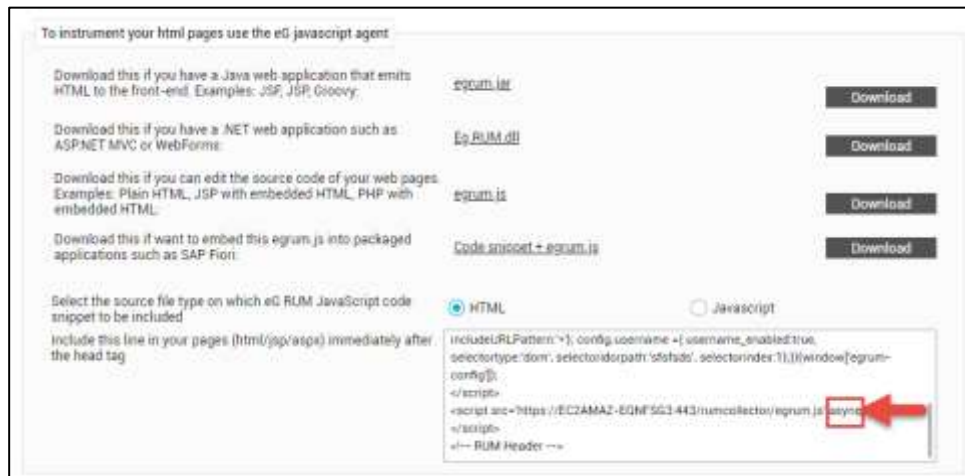 To instrument your html pages use the eG javascript agent
Download this if you have a Java web application that emits
HTML to the front-end. Examples: JSF, JSP, Groovy.
egrum.jar
Download
Download this if you have a .NET web application such as
ASP.NET MVC or WebForms.
Eg.RUM.dll
Download
Download this if you can edit the source code of your web pages.
Examples: Plain HTML, JSP with embedded HTML, PHP with
embedded HTML.
egrum.js
Download
Download this if want to embed this egrum.js into packaged
applications such as SAP Fiori.
Code snippet + egrum.js
Download
Select the source file type on which eG RUM JavaScript code
snippet to be included
HTML
Javascript
Include this line in your pages (html/jsp/aspx) immediately after
the head tag
includeURLPattern:'*'}; config.username ={ username_enabled:true,
selectortype:'dom', selectoridorpath: selectorindex:1};})(window['egrum-
config']);
</script>
<script src='https://EC2AMAZ-EQNFSG3:443/rumcollector/egrum.js' async
</script>
<!-- RUM Header -->